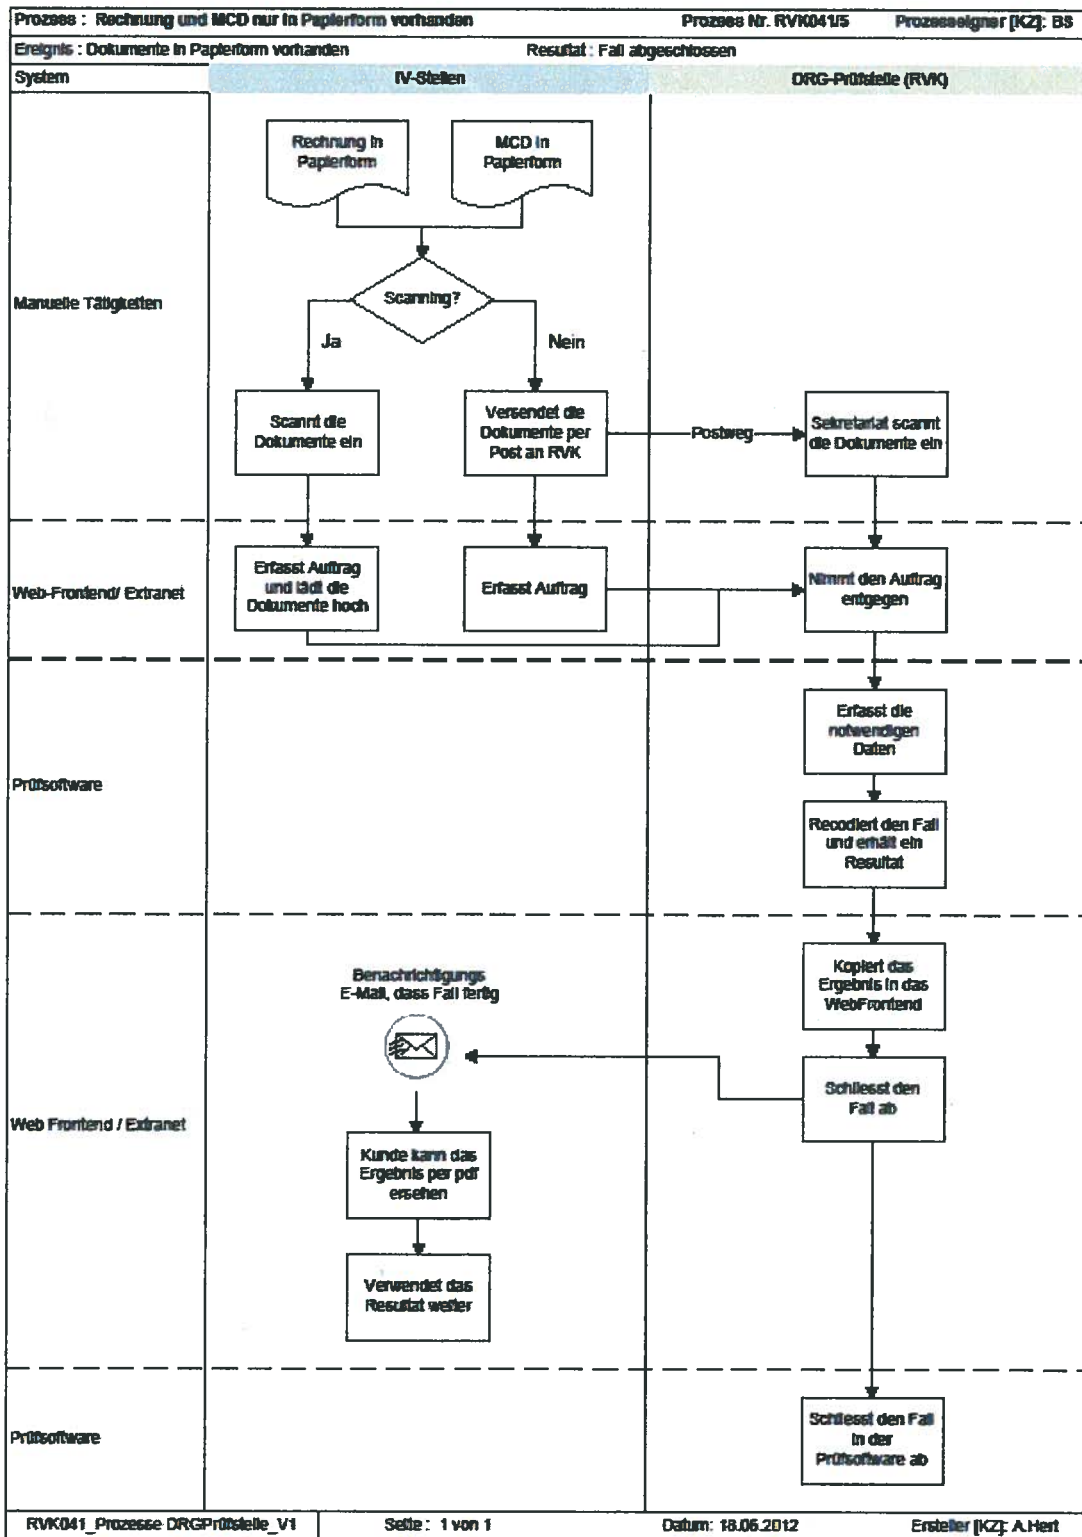 Prozess : Rechnung und MCD nur in Papierform vorhanden Prozess Nr. RVK041/5 Prozesseigner [KZ]: BS
Ereignis : Dokumente in Papierform vorhanden Resultat : Fall abgeschlossen
System IV-Stellen DRG-Prüfstelle (RVK)
Rechnung in
Papierform
MCD in
Papierform
Manuelle Tätigkeiten
Scanning?
Ja
Nein
Scannt die
Dokumente ein
Versendet die
Dokumente per
Post an RVK
Postweg
Sekretariat scannt
die Dokumente ein
Web-Frontend/ Extranet
Erfasst Auftrag
und lädt die
Dokumente hoch
Erfasst Auftrag
Nimmt den Auftrag
entgegen
Prüfsoftware
Erfasst die
notwendigen
Daten
Recodiert den Fall
und erhält ein
Resultat
Web Frontend / Extranet
Kopiert das
Ergebnis in das
WebFrontend
Benachrichtigungs
E-Mail, dass Fall fertig
Schliesst den
Fall ab
Kunde kann das
Ergebnis per pdf
ersehen
Verwendet das
Resultat weiter
Prüfsoftware
Schliesst den Fall
in der
Prüfsoftware ab
RVK041_Prozesse DRGPrüfstelle_V1 Seite : 1 von 1 Datum: 18.06.2012 Ersteller [KZ]: A.Hert